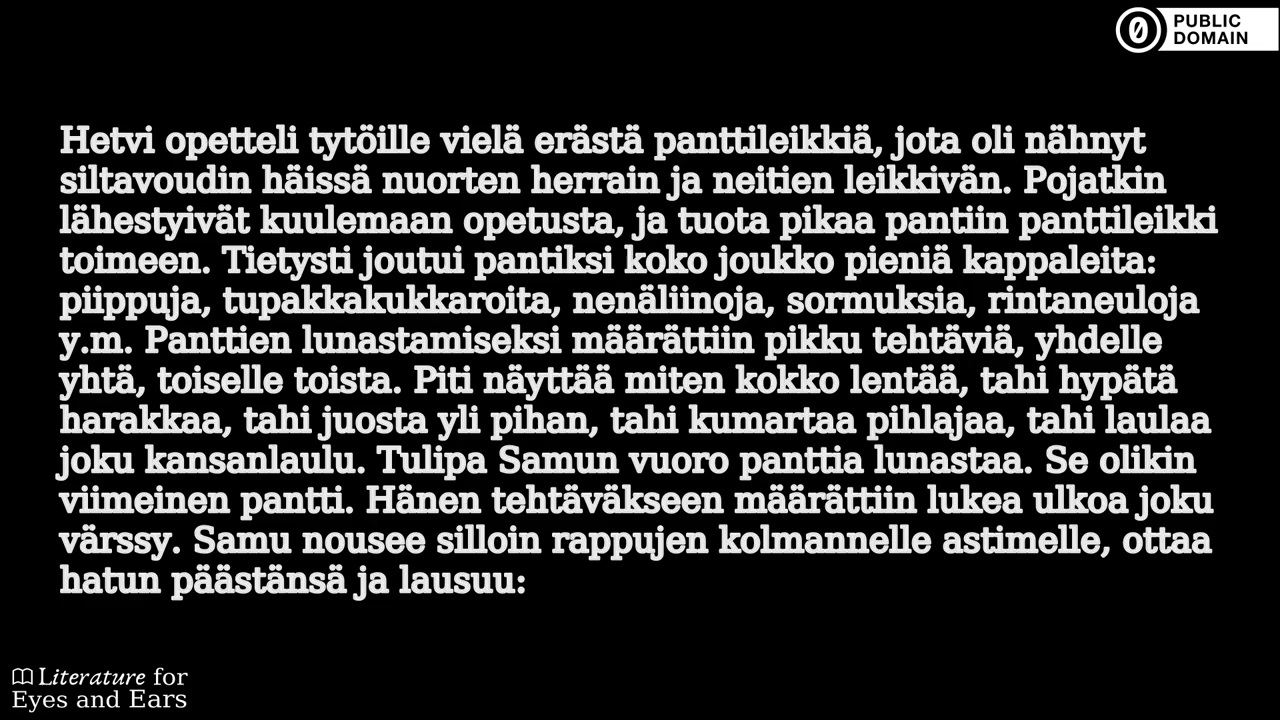 PUBLIC
DOMAIN
Hetvi opetteli tytöille vielä erästä panttileikkiä, jota oli nähnyt
siltavoudin häissä nuorten herrain ja neitien leikkivän. Pojatkin
lähestyivät kuulemaan opetusta, ja tuota pikaa pantiin panttileikki
toimeen. Tietysti joutui pantiksi koko joukko pieniä kappaleita:
piippuja, tupakkakukkaroita, nenäliinoja, sormuksia, rintaneuloja
y.m. Panttien lunastamiseksi määrättiin pikku tehtäviä, yhdelle
yhtä, toiselle toista. Piti näyttää miten kokko lentää, tahi hypätä
harakkaa, tahi juosta yli pihan, tahi kumartaa pihlajaa, tahi laulaa
joku kansanlaulu. Tulipa Samun vuoro panttia lunastaa. Se olikin
viimeinen pantti. Hänen tehtäväkseen määrättiin lukea ulkoa joku
värssy. Samu nousee silloin rappujen kolmannelle astimelle, ottaa
hatun päästänsä ja lausuu:
Literature for
Eyes and Ears